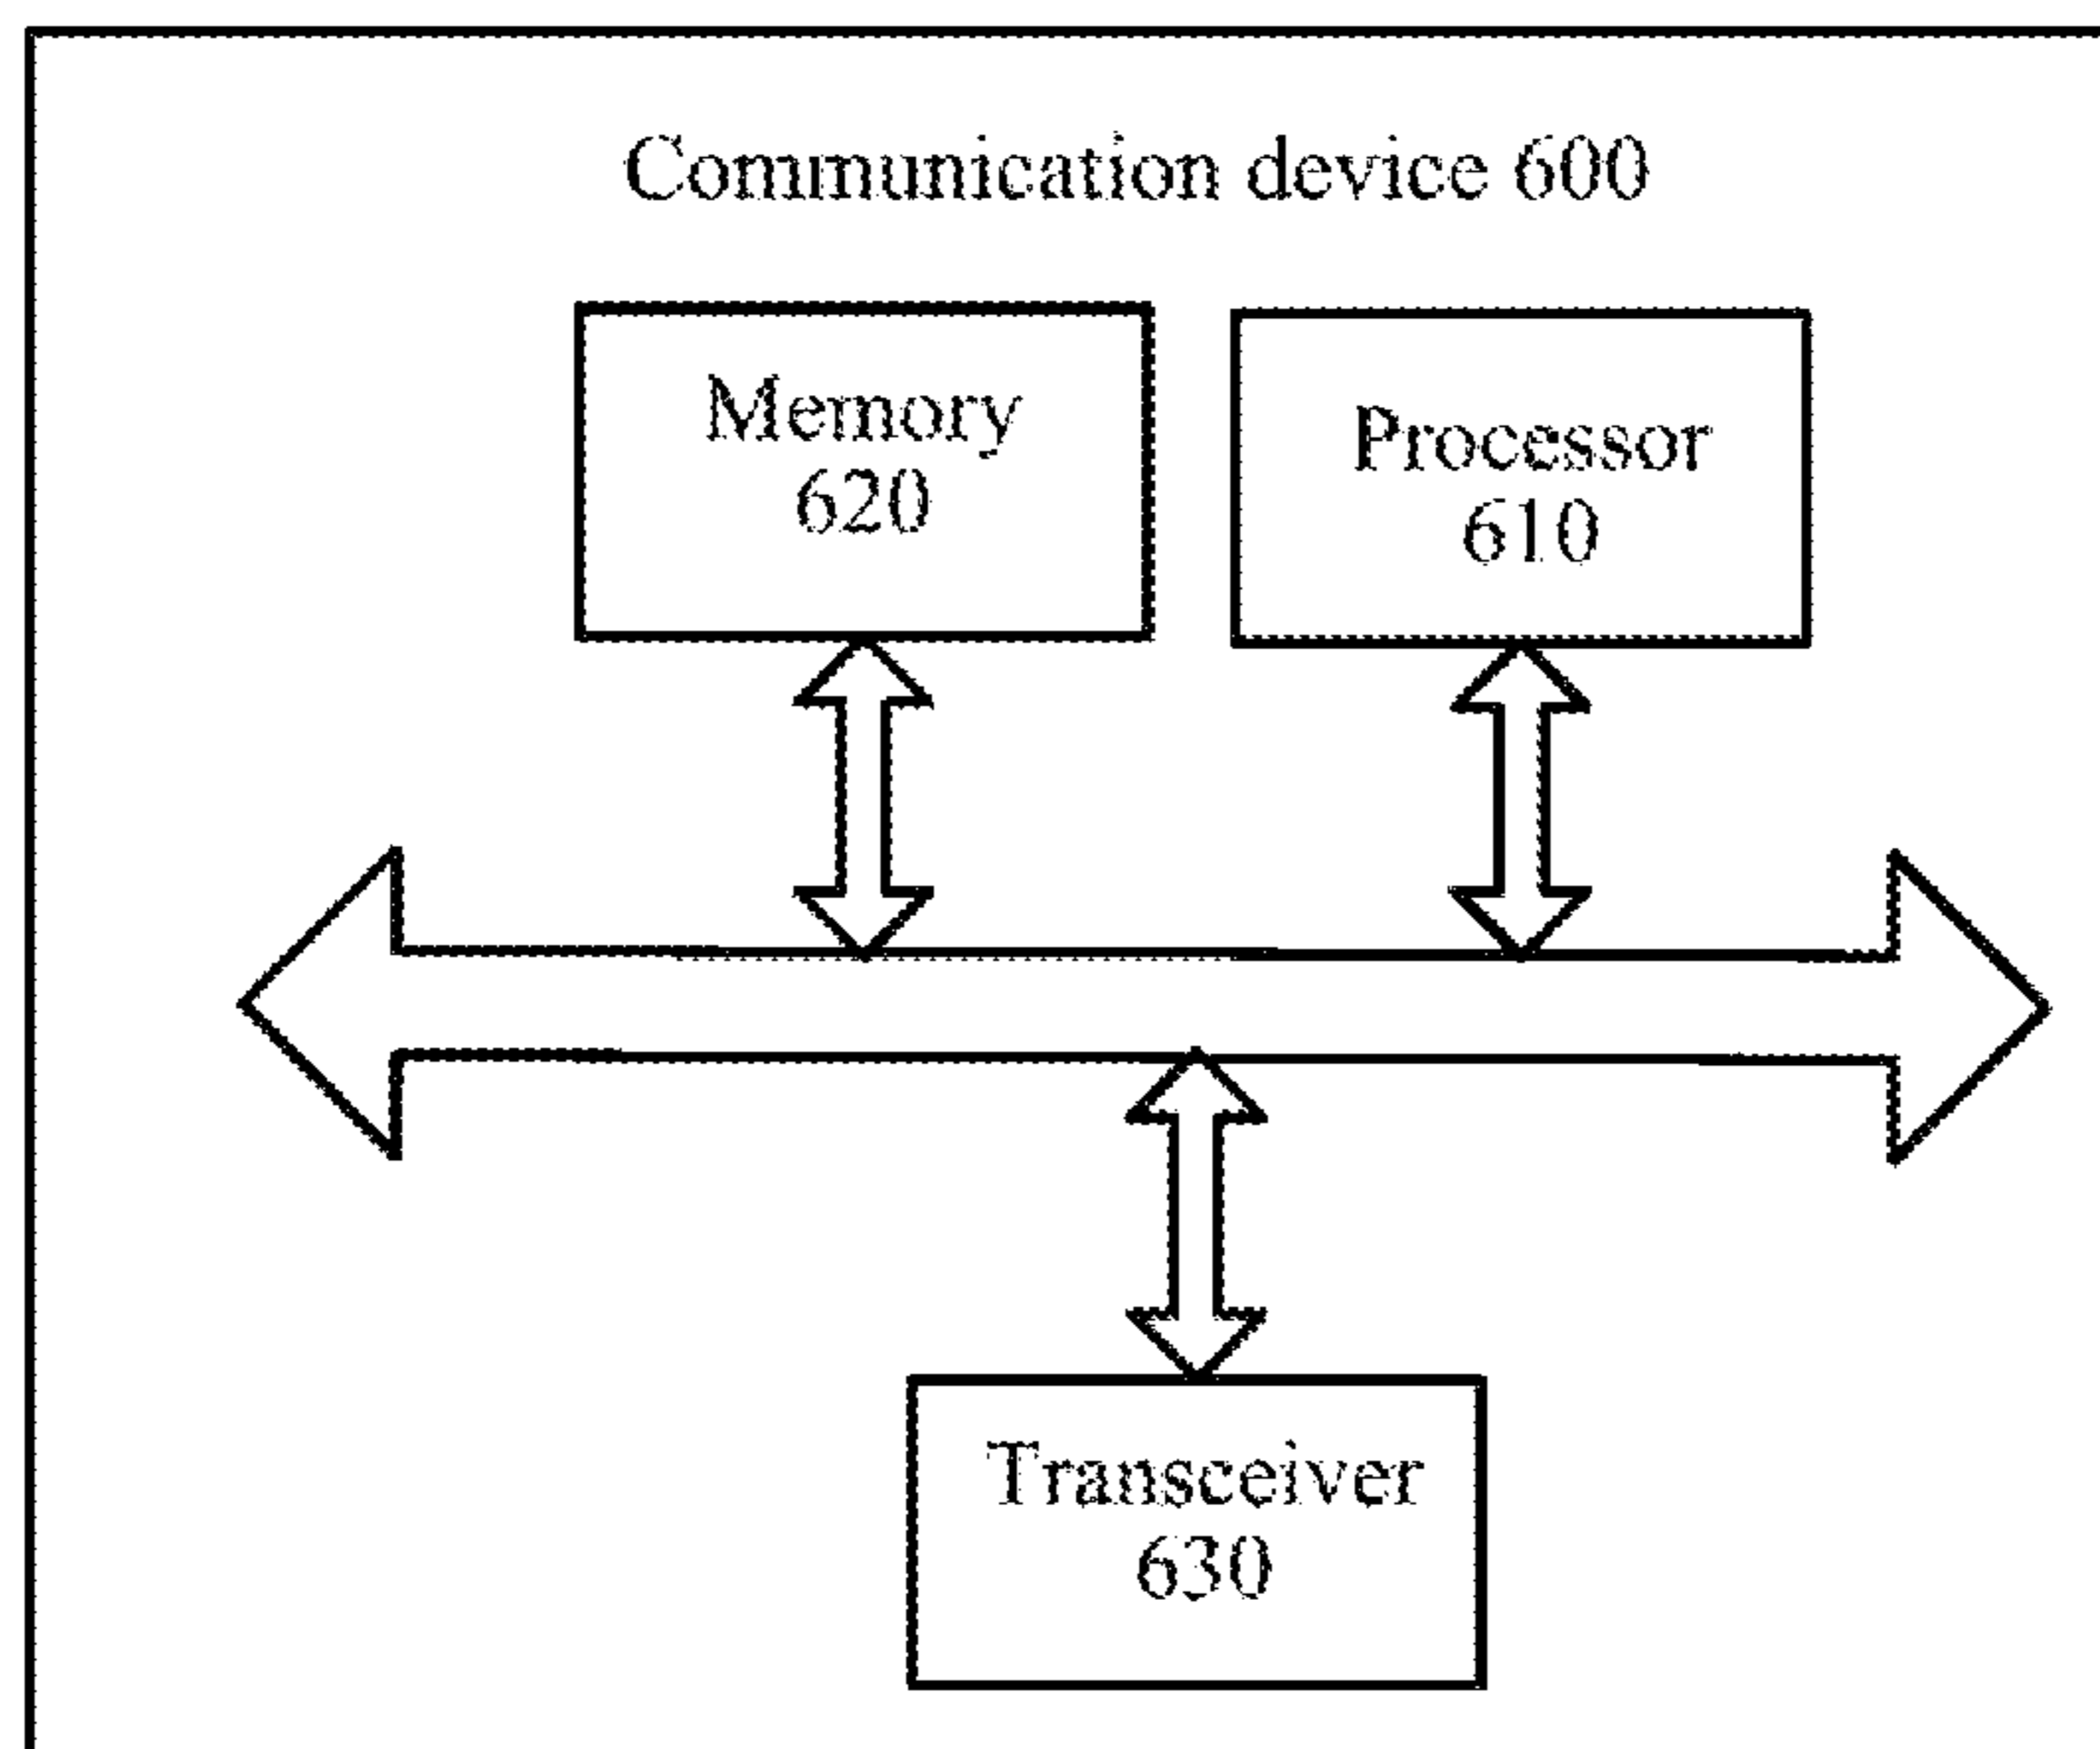 Communication device 600
Memory
620
Processor
610
Transceiver
630